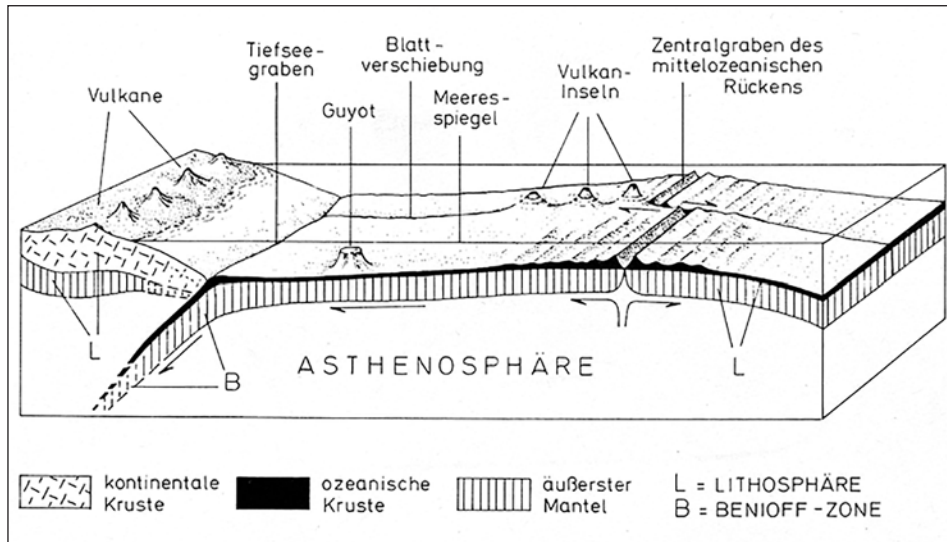 Vulkane
Tiefsee-
graben
Guyot
Blatt-
verschiebung
Meeres-
spiegel
Vulkan-
Inseln
Zentralgraben des
mittelozeanischen
Rückens
L
B
ASTHENOSPHÄRE
L
kontinentale
Kruste
ozeanische
Kruste
äußerster
Mantel
L = LITHOSPHÄRE
B = BENIOFF-ZONE